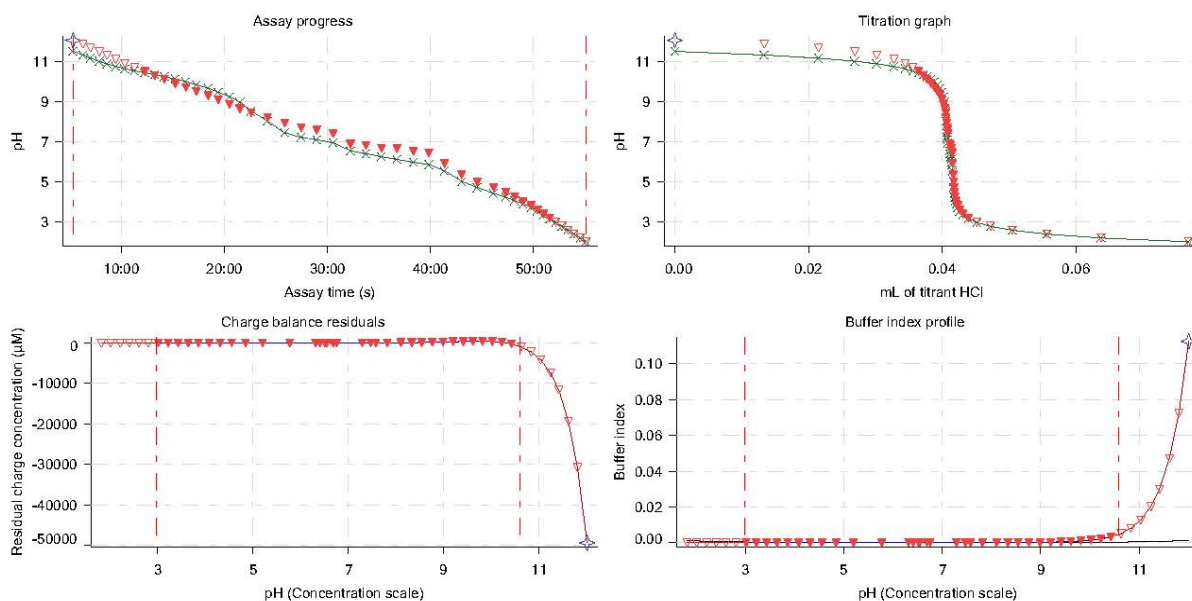 Assay progress
pH
11
9
7
5
3
10:00 20:00 30:00 40:00 50:00
Assay time (s)
Titration graph
pH
11
9
7
5
3
0.00 0.02 0.04 0.06
mL of titrant HCl
Charge balance residuals
Residual charge concentration (µM)
0
-10000
-20000
-30000
-40000
-50000
3 5 7 9 11
pH (Concentration scale)
Buffer index profile
Buffer index
0.10
0.08
0.06
0.04
0.02
0.00
3 5 7 9 11
pH (Concentration scale)